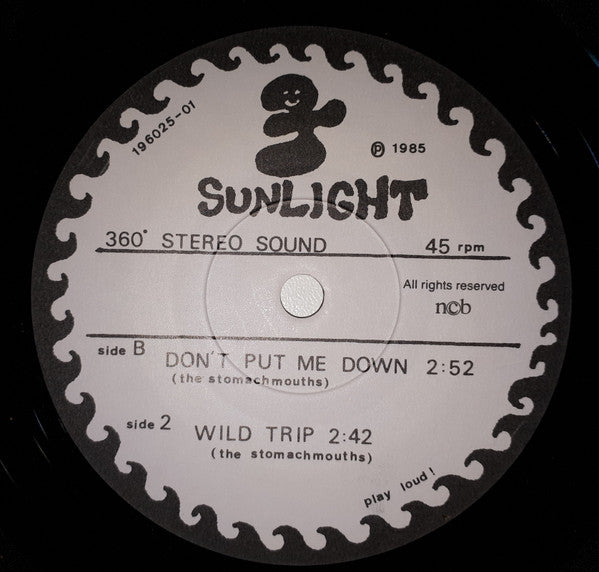 196025-01
℗ 1985
SUNLIGHT
360° STEREO SOUND 45 rpm
All rights reserved
n©b
side B DON'T PUT ME DOWN 2:52
(the stomachmouths)
side 2 WILD TRIP 2:42
(the stomachmouths)
play loud!